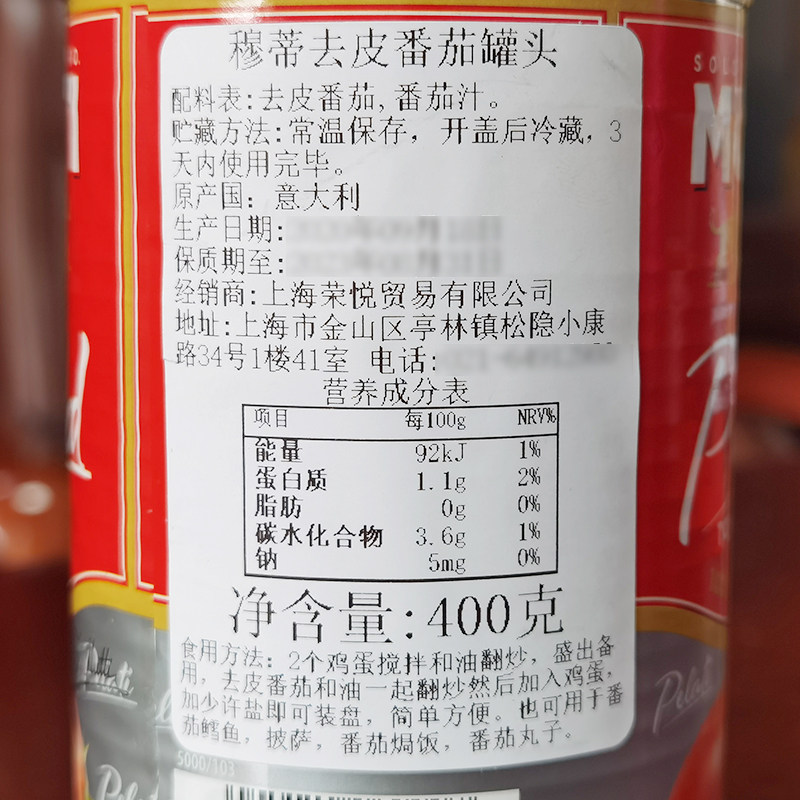 穆蒂去皮番茄罐头
配料表:去皮番茄,番茄汁。
贮藏方法:常温保存，开盖后冷藏，3
天内使用完毕。
原产国：意大利
生产日期:
保质期至:
经销商:上海荣悦贸易有限公司
地址:上海市金山区亭林镇松隐小康
路34号1楼41室 电话:
营养成分表
项目 每100g NRV%
能量 92kJ 1%
蛋白质 1.1g 2%
脂肪 0g 0%
碳水化合物 3.6g 1%
钠 5mg 0%
净含量:400克
食用方法：2个鸡蛋搅拌和油翻炒，盛出备
用，去皮番茄和油一起翻炒然后加入鸡蛋，
加少许盐即可装盘，简单方便。也可用于番
茄鳕鱼，披萨，番茄焗饭，番茄丸子。
5000/103